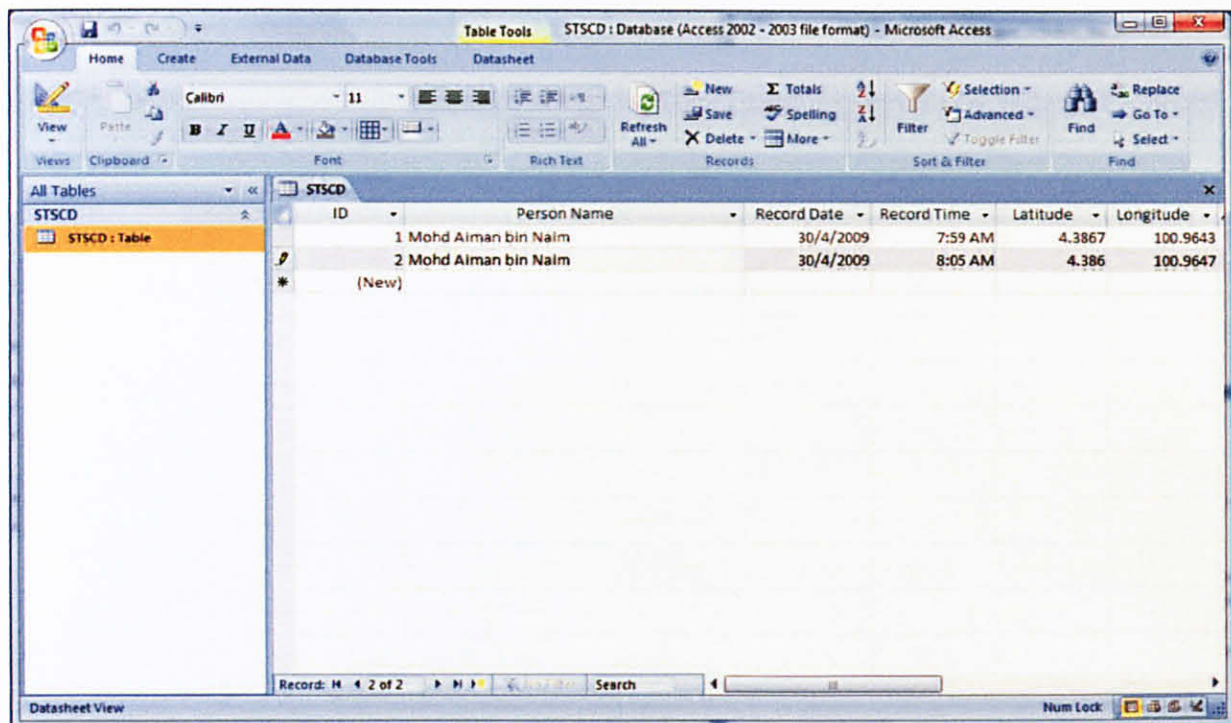 Table Tools STSCD : Database (Access 2002 - 2003 file format) - Microsoft Access
Home Create External Data Database Tools Datasheet
View Paste Calibri 11 B I U Refresh All New Save Delete Totals Spelling More Filter Selection Advanced Toggle Filter Find Replace Go To Select
Views Clipboard Font Rich Text Records Sort & Filter Find
All Tables STSCD
STSCD ID Person Name Record Date Record Time Latitude Longitude
STSCD : Table 1 Mohd Aiman bin Naim 30/4/2009 7:59 AM 4.3867 100.9643
2 Mohd Aiman bin Naim 30/4/2009 8:05 AM 4.386 100.9647
(New)
Record: 2 of 2 Search
Datasheet View Num Lock